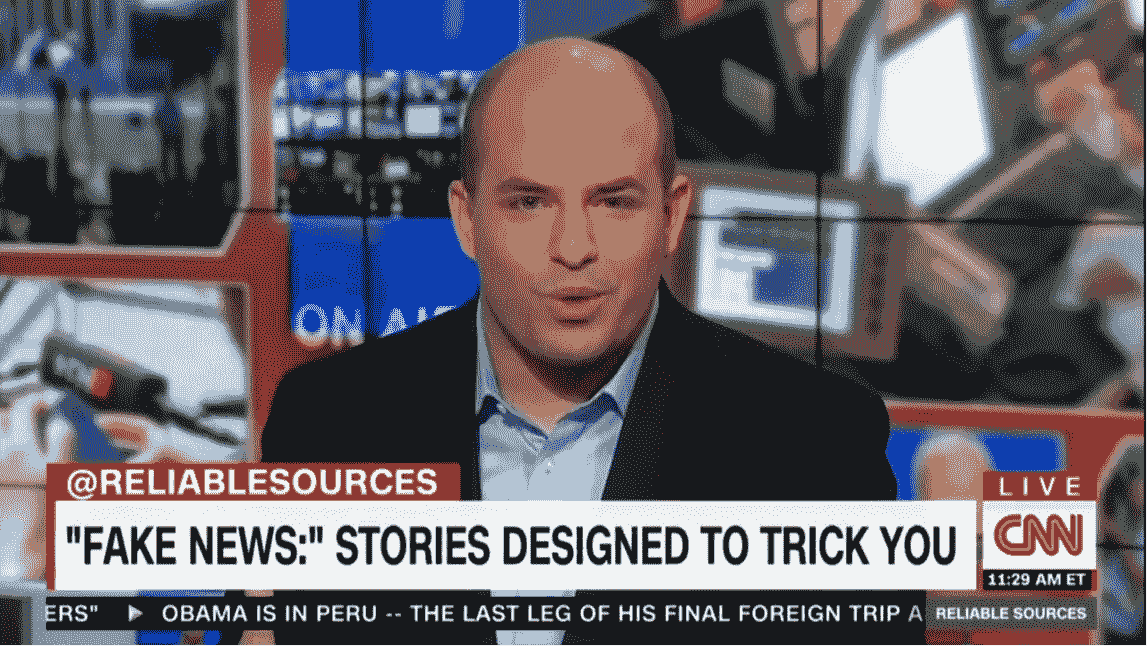 ON AIR
@RELIABLESOURCES
LIVE
"FAKE NEWS:" STORIES DESIGNED TO TRICK YOU
CNN
11:29 AM ET
ERS" ▶ OBAMA IS IN PERU -- THE LAST LEG OF HIS FINAL FOREIGN TRIP A
RELIABLE SOURCES